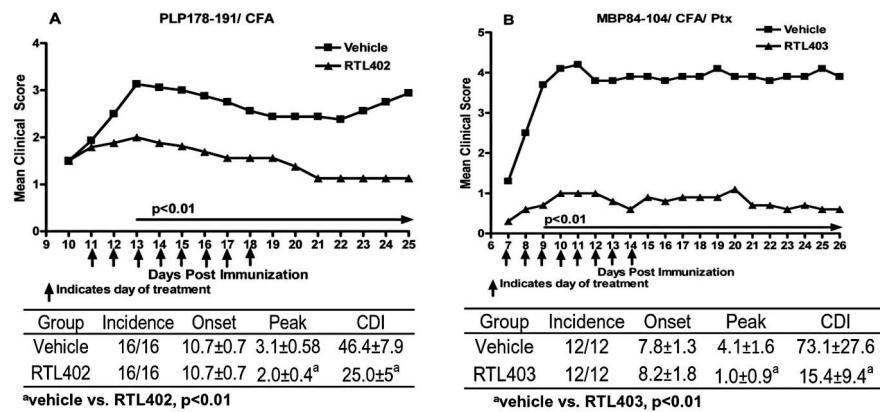 A
PLP178-191/ CFA
Vehicle
RTL402
Mean Clinical Score
4
3
2
1
0
p<0.01
9 10 11 12 13 14 15 16 17 18 19 20 21 22 23 24 25
Days Post Immunization
Indicates day of treatment
Group Incidence Onset Peak CDI
Vehicle 16/16 10.7±0.7 3.1±0.58 46.4±7.9
RTL402 16/16 10.7±0.7 2.0±0.4a 25.0±5a
avehicle vs. RTL402, p<0.01
B
MBP84-104/ CFA/ Ptx
Vehicle
RTL403
Mean Clinical Score
5
4
3
2
1
0
p<0.01
6 7 8 9 10 11 12 13 14 15 16 17 18 19 20 21 22 23 24 25 26
Days Post Immunization
Indicates day of treatment
Group Incidence Onset Peak CDI
Vehicle 12/12 7.8±1.3 4.1±1.6 73.1±27.6
RTL403 12/12 8.2±1.8 1.0±0.9a 15.4±9.4a
avehicle vs. RTL403, p<0.01